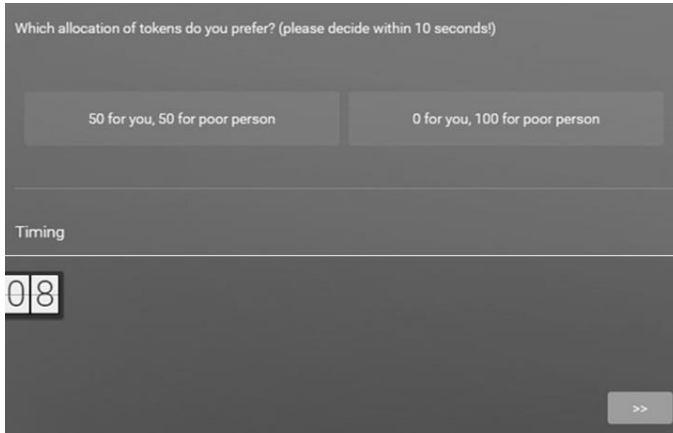 Which allocation of tokens do you prefer? (please decide within 10 seconds!)
50 for you, 50 for poor person
0 for you, 100 for poor person
Timing
08
>>